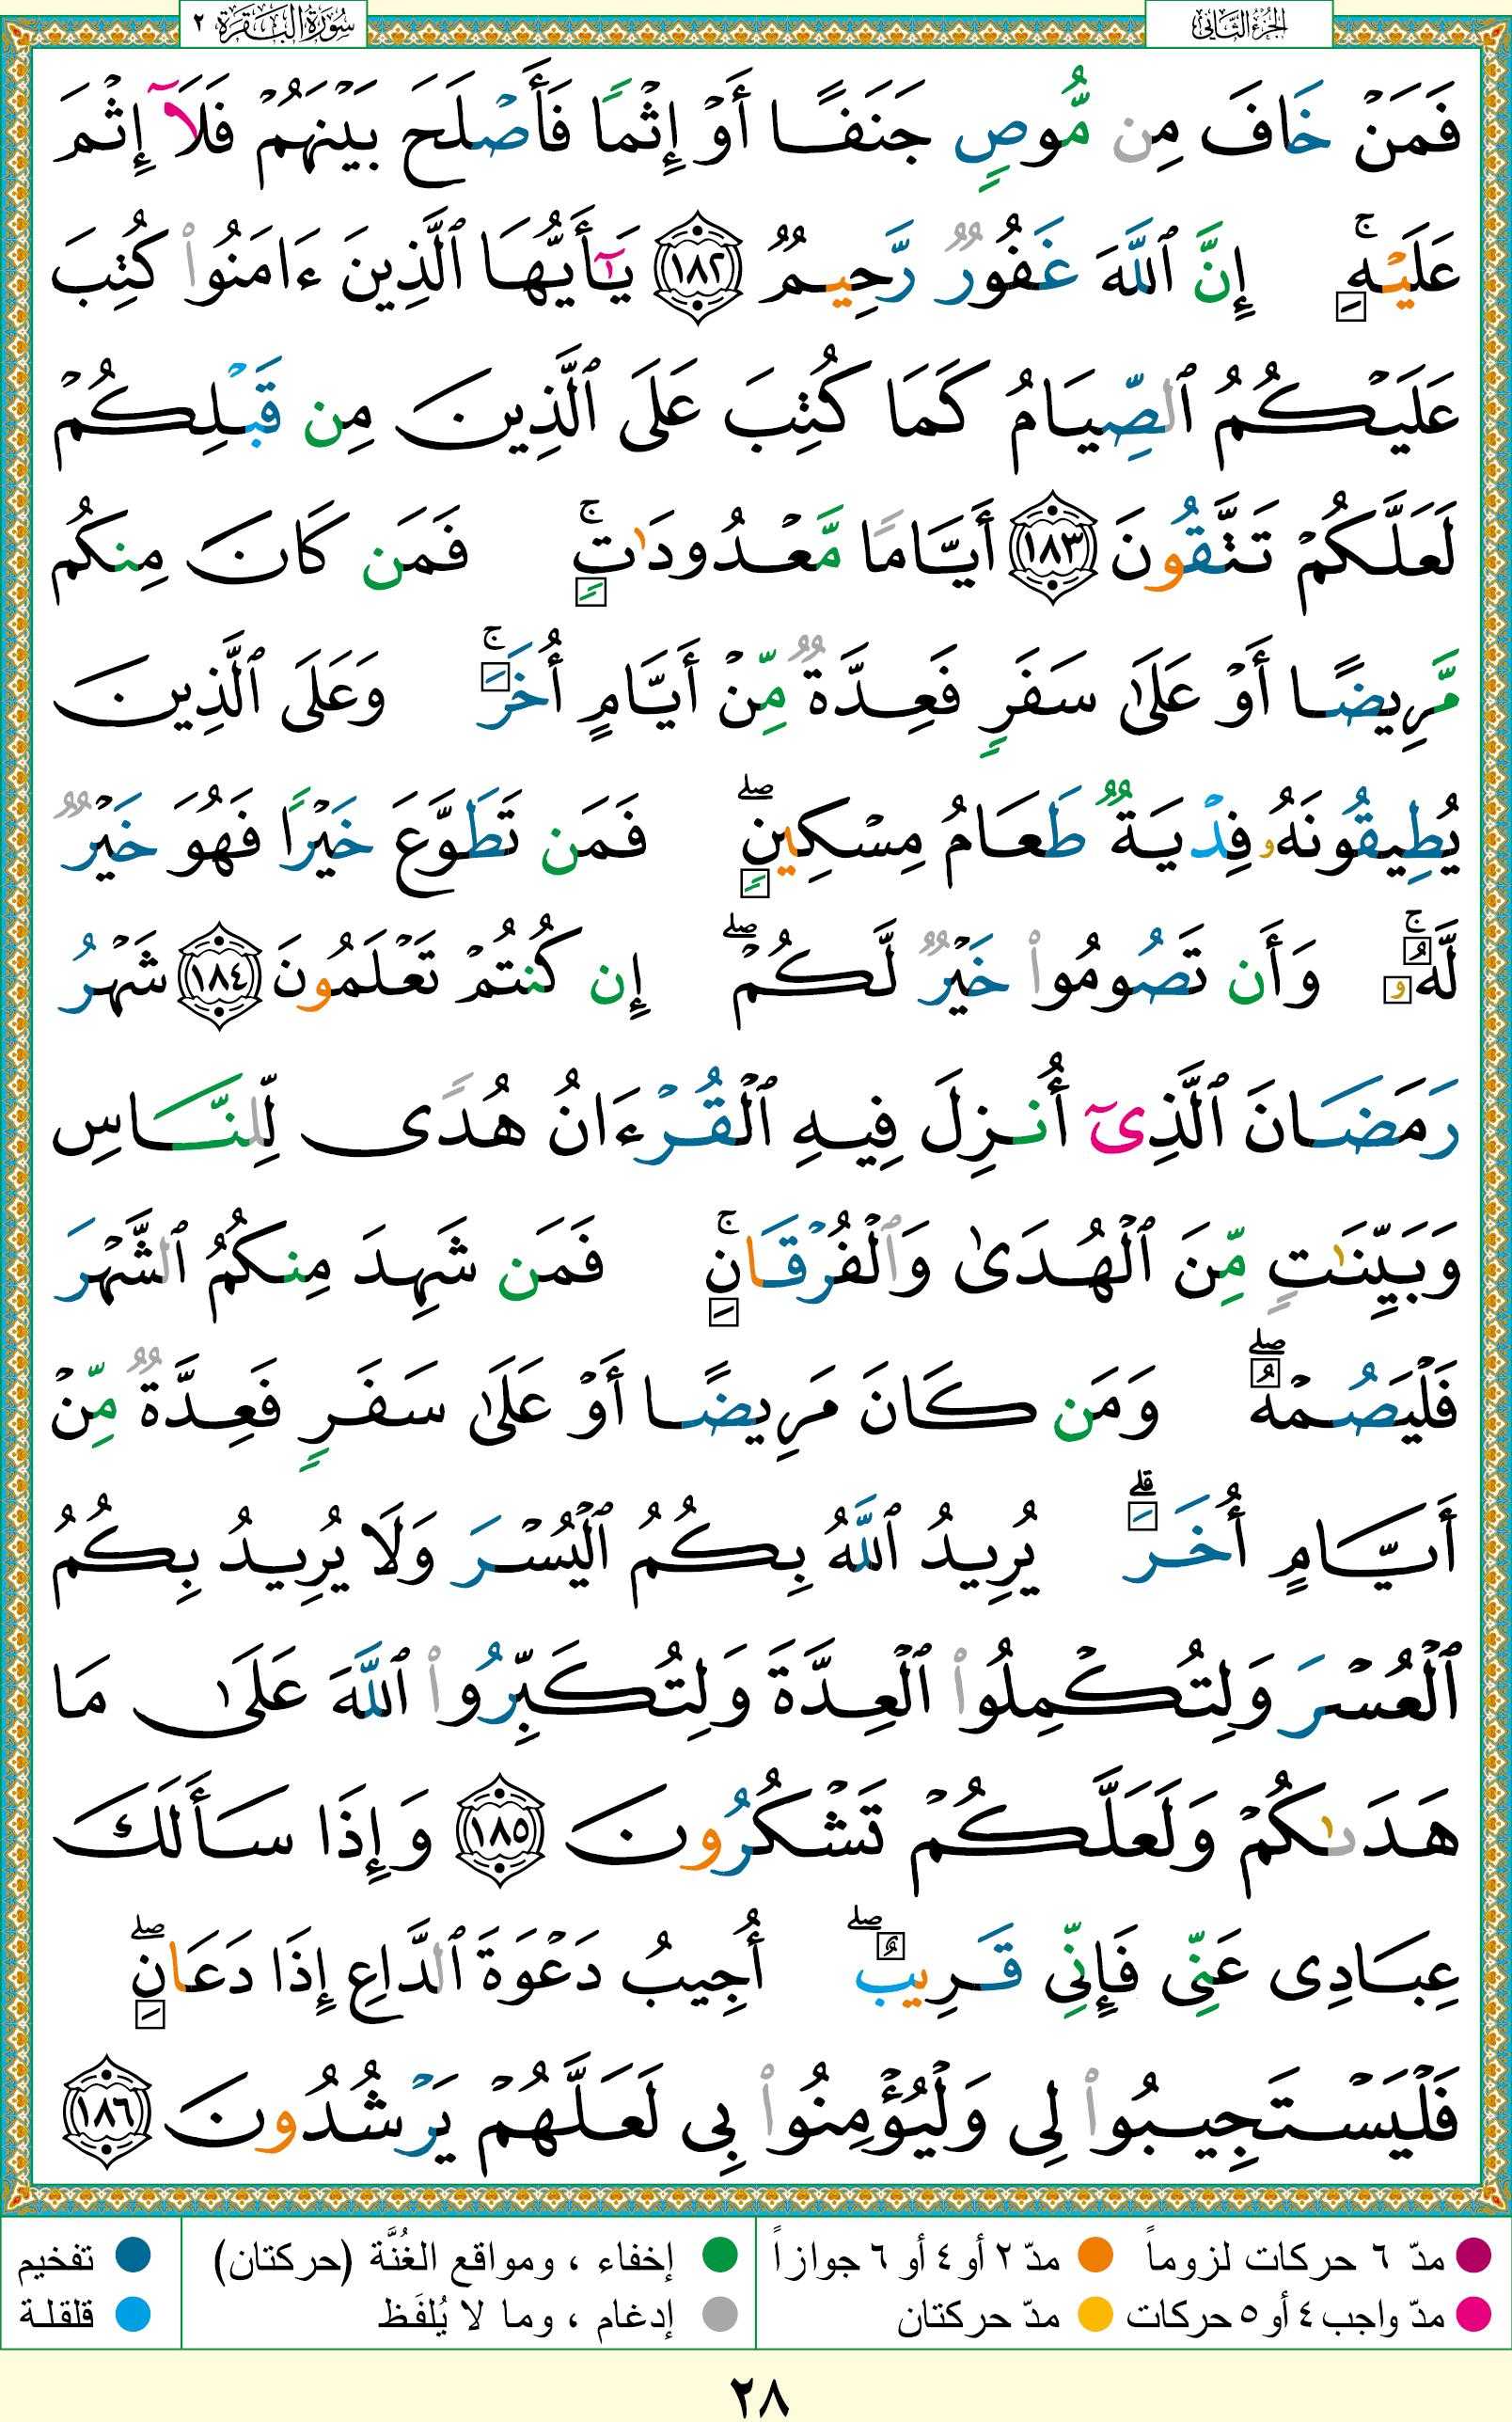 الجزء الثاني
سورة البقرة ٢
فَمَنْ خَافَ مِن مُّوصٍ جَنَفًا أَوْ إِثْمًا فَأَصْلَحَ بَيْنَهُمْ فَلَآ إِثْمَ
عَلَيْهِ ۚ إِنَّ ٱللَّهَ غَفُورٌ رَّحِيمٌ ١٨٢ يَـٰٓأَيُّهَا ٱلَّذِينَ ءَامَنُوا۟ كُتِبَ
عَلَيْكُمُ ٱلصِّيَامُ كَمَا كُتِبَ عَلَى ٱلَّذِينَ مِن قَبْلِكُمْ
لَعَلَّكُمْ تَتَّقُونَ ١٨٣ أَيَّامًا مَّعْدُودَٰتٍ ۚ فَمَن كَانَ مِنكُم
مَّرِيضًا أَوْ عَلَىٰ سَفَرٍ فَعِدَّةٌ مِّنْ أَيَّامٍ أُخَرَ ۚ وَعَلَى ٱلَّذِينَ
يُطِيقُونَهُۥ فِدْيَةٌ طَعَامُ مِسْكِينٍ ۖ فَمَن تَطَوَّعَ خَيْرًا فَهُوَ خَيْرٌ
لَّهُۥ ۚ وَأَن تَصُومُوا۟ خَيْرٌ لَّكُمْ ۖ إِن كُنتُمْ تَعْلَمُونَ ١٨٤ شَهْرُ
رَمَضَانَ ٱلَّذِىٓ أُنزِلَ فِيهِ ٱلْقُرْءَانُ هُدًى لِّلنَّاسِ
وَبَيِّنَـٰتٍ مِّنَ ٱلْهُدَىٰ وَٱلْفُرْقَانِ ۚ فَمَن شَهِدَ مِنكُمُ ٱلشَّهْرَ
فَلْيَصُمْهُ ۖ وَمَن كَانَ مَرِيضًا أَوْ عَلَىٰ سَفَرٍ فَعِدَّةٌ مِّنْ
أَيَّامٍ أُخَرَ ۗ يُرِيدُ ٱللَّهُ بِكُمُ ٱلْيُسْرَ وَلَا يُرِيدُ بِكُمُ
ٱلْعُسْرَ وَلِتُكْمِلُوا۟ ٱلْعِدَّةَ وَلِتُكَبِّرُوا۟ ٱللَّهَ عَلَىٰ مَا
هَدَىٰكُمْ وَلَعَلَّكُمْ تَشْكُرُونَ ١٨٥ وَإِذَا سَأَلَكَ
عِبَادِى عَنِّى فَإِنِّى قَرِيبٌ ۖ أُجِيبُ دَعْوَةَ ٱلدَّاعِ إِذَا دَعَانِ ۖ
فَلْيَسْتَجِيبُوا۟ لِى وَلْيُؤْمِنُوا۟ بِى لَعَلَّهُمْ يَرْشُدُونَ ١٨٦
مدّ ٦ حركات لزوماً مدّ ٢ أو ٤ أو ٦ جوازاً إخفاء ، ومواقع الغُنَّة (حركتان) تفخيم
مدّ واجب ٤ أو ٥ حركات مدّ حركتان إدغام ، وما لا يُلفَظ قلقلة
٢٨